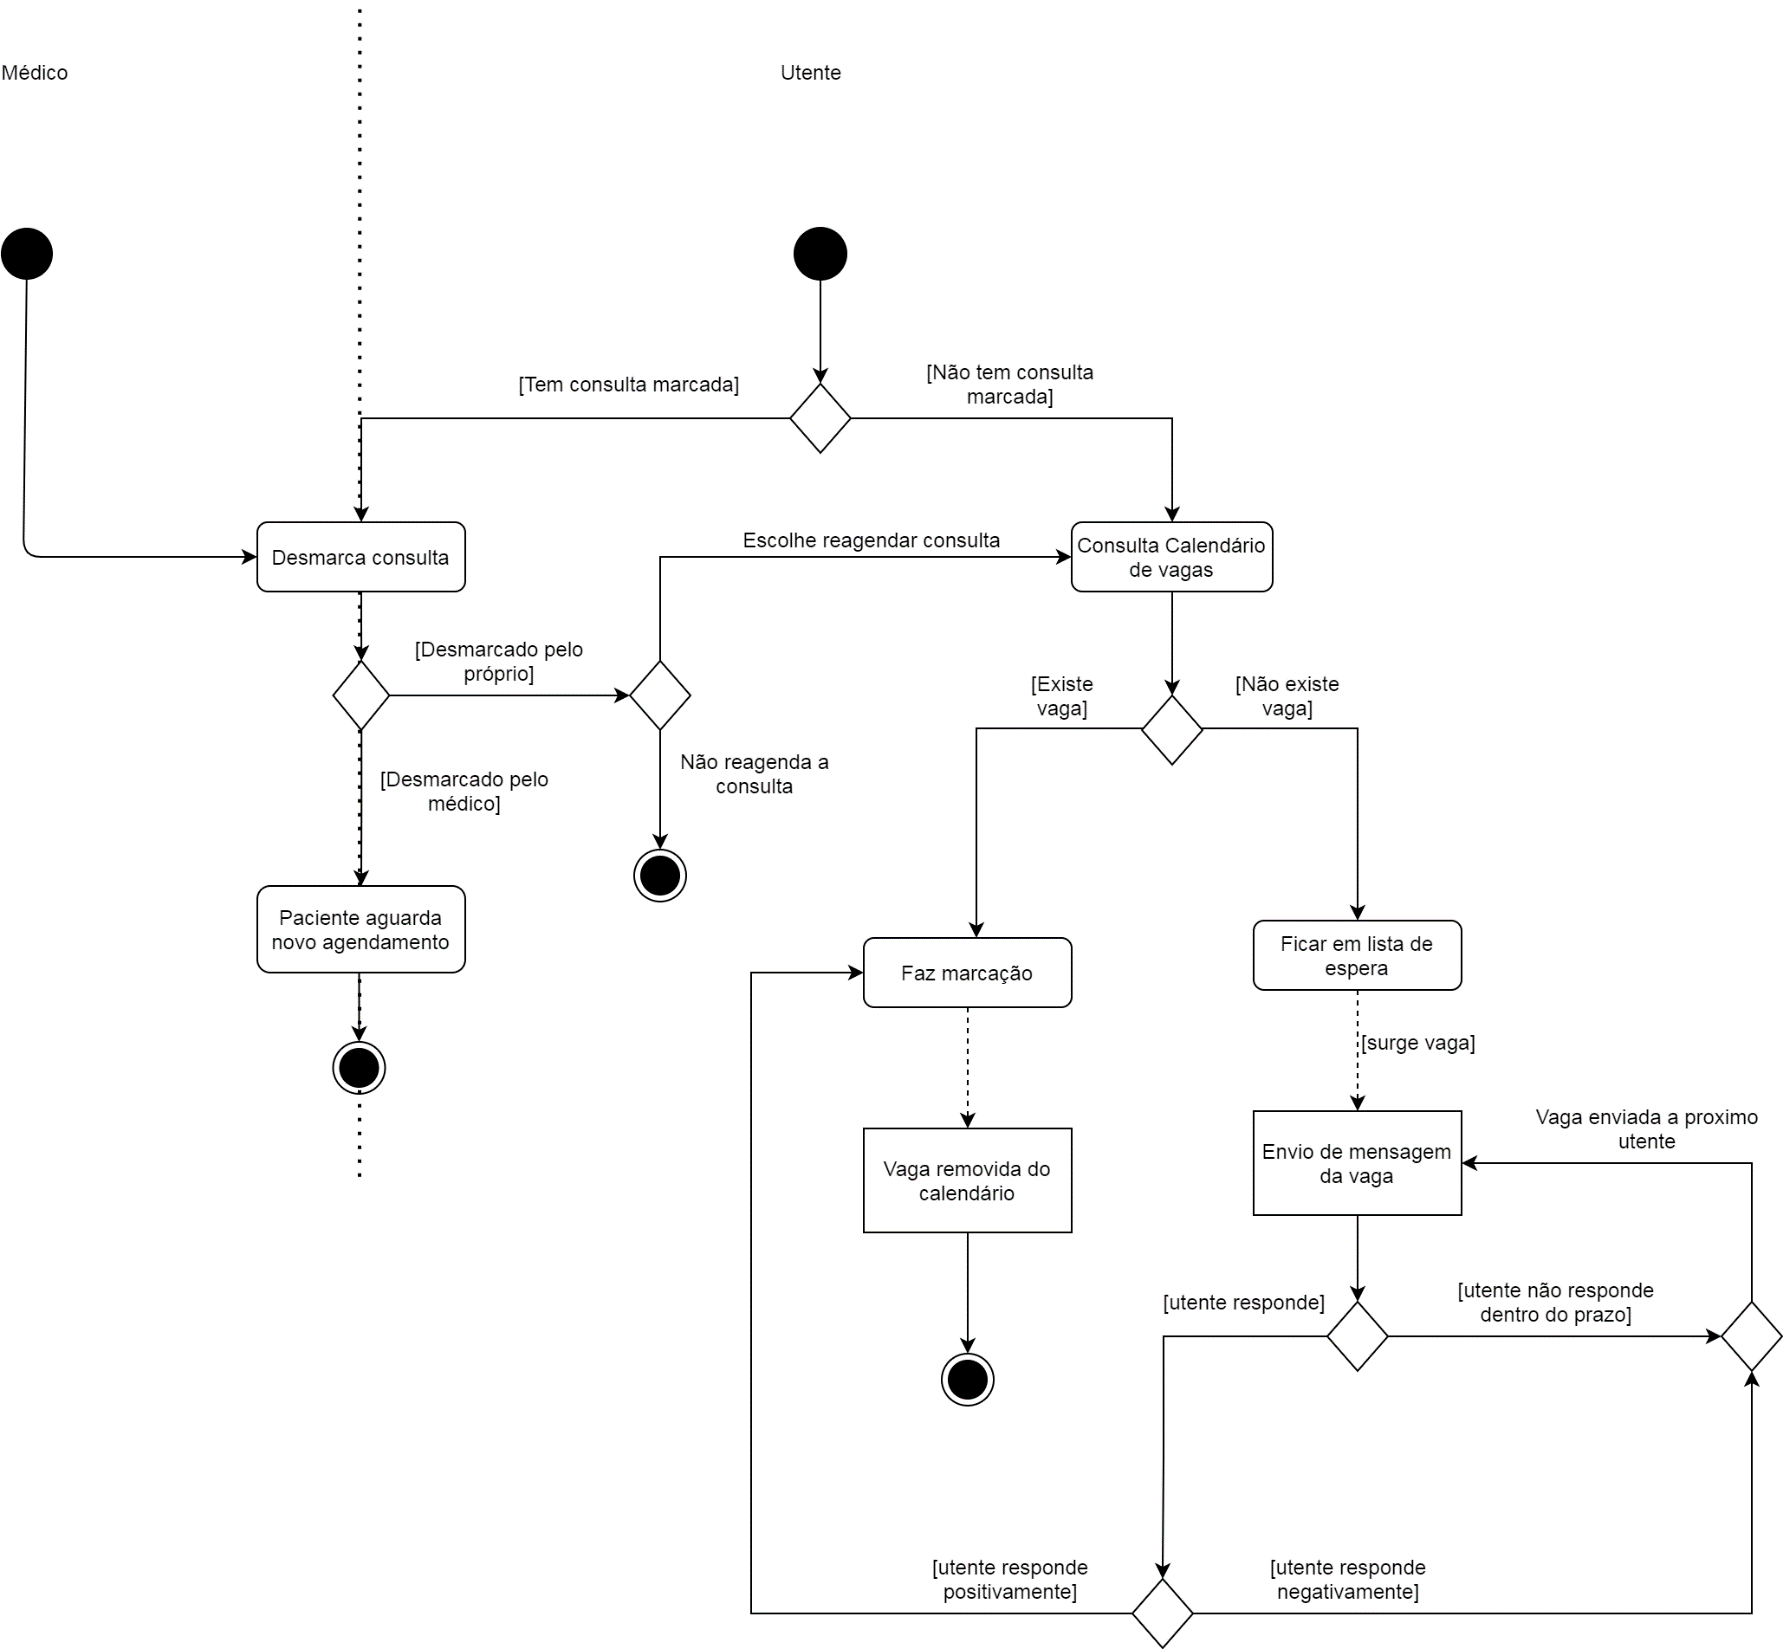 Médico
Utente
[Tem consulta marcada]
[Não tem consulta
marcada]
Desmarca consulta
Escolhe reagendar consulta
Consulta Calendário
de vagas
[Desmarcado pelo
próprio]
[Existe
vaga]
[Não existe
vaga]
[Desmarcado pelo
médico]
Não reagenda a
consulta
Paciente aguarda
novo agendamento
Faz marcação
Ficar em lista de
espera
[surge vaga]
Vaga removida do
calendário
Envio de mensagem
da vaga
Vaga enviada a proximo
utente
[utente responde]
[utente não responde
dentro do prazo]
[utente responde
positivamente]
[utente responde
negativamente]